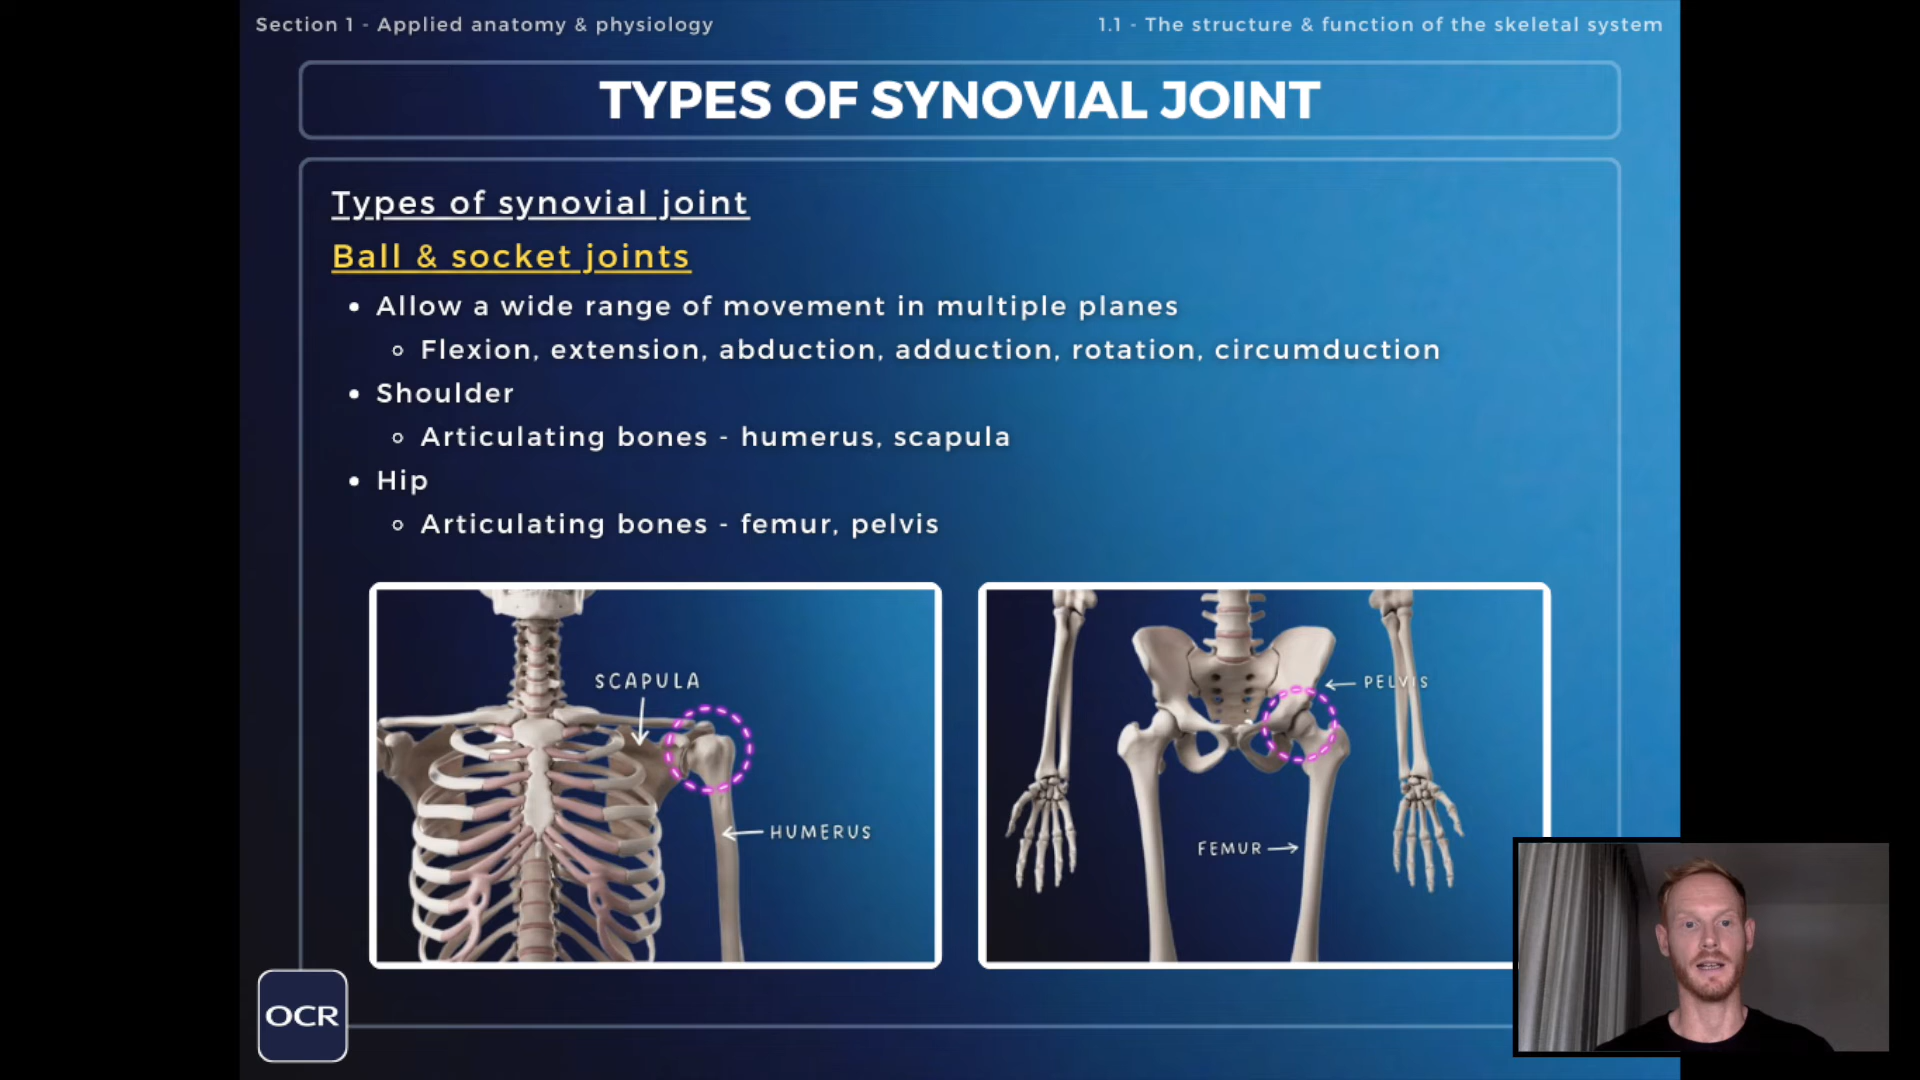 Section 1 - Applied anatomy & physiology
1.1 - The structure & function of the skeletal system
TYPES OF SYNOVIAL JOINT
Types of synovial joint
Ball & socket joints
• Allow a wide range of movement in multiple planes
◦ Flexion, extension, abduction, adduction, rotation, circumduction
• Shoulder
◦ Articulating bones - humerus, scapula
• Hip
◦ Articulating bones - femur, pelvis
SCAPULA
HUMERUS
PELVIS
FEMUR
OCR